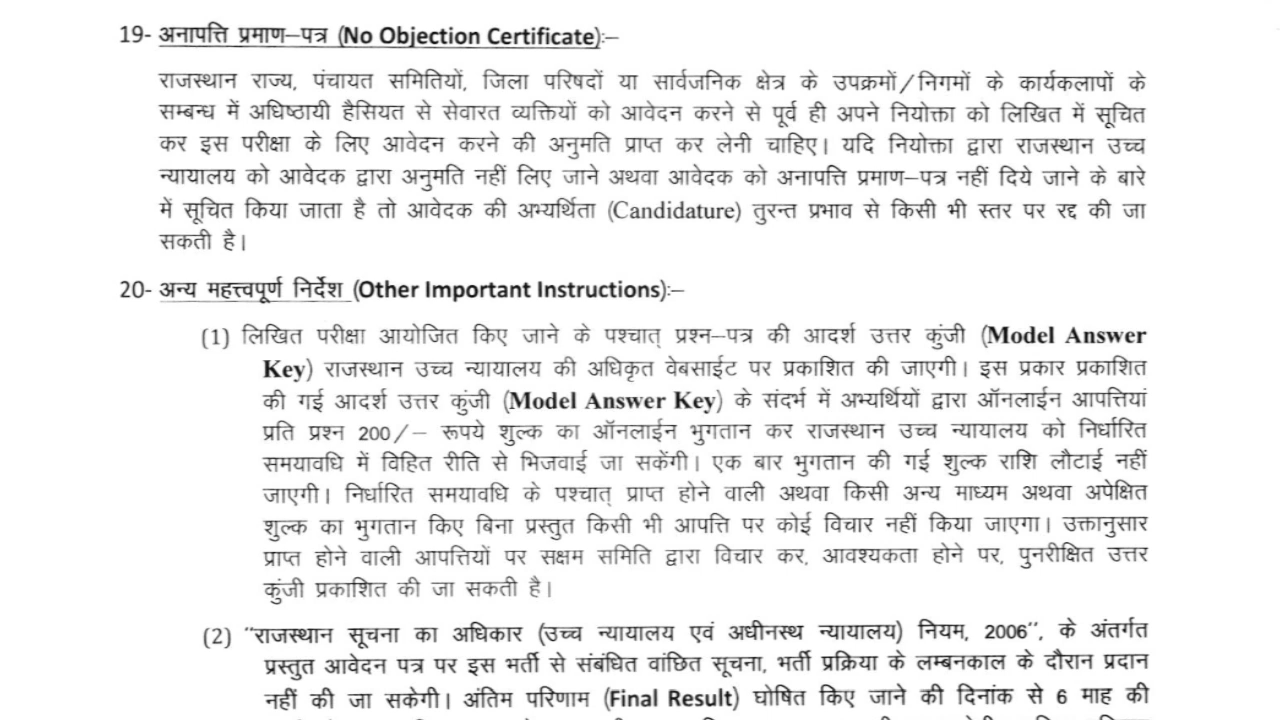 19- अनापत्ति प्रमाण–पत्र (No Objection Certificate):–
राजस्थान राज्य, पंचायत समितियों, जिला परिषदों या सार्वजनिक क्षेत्र के उपक्रमों/निगमों के कार्यकलापों के
सम्बन्ध में अधिष्ठायी हैसियत से सेवारत व्यक्तियों को आवेदन करने से पूर्व ही अपने नियोक्ता को लिखित में सूचित
कर इस परीक्षा के लिए आवेदन करने की अनुमति प्राप्त कर लेनी चाहिए। यदि नियोक्ता द्वारा राजस्थान उच्च
न्यायालय को आवेदक द्वारा अनुमति नहीं लिए जाने अथवा आवेदक को अनापत्ति प्रमाण–पत्र नहीं दिये जाने के बारे
में सूचित किया जाता है तो आवेदक की अभ्यर्थिता (Candidature) तुरन्त प्रभाव से किसी भी स्तर पर रद्द की जा
सकती है।
20- अन्य महत्त्वपूर्ण निर्देश (Other Important Instructions):–
(1) लिखित परीक्षा आयोजित किए जाने के पश्चात् प्रश्न–पत्र की आदर्श उत्तर कुंजी (Model Answer
Key) राजस्थान उच्च न्यायालय की अधिकृत वेबसाईट पर प्रकाशित की जाएगी। इस प्रकार प्रकाशित
की गई आदर्श उत्तर कुंजी (Model Answer Key) के संदर्भ में अभ्यर्थियों द्वारा ऑनलाईन आपत्तियां
प्रति प्रश्न 200/– रूपये शुल्क का ऑनलाईन भुगतान कर राजस्थान उच्च न्यायालय को निर्धारित
समयावधि में विहित रीति से भिजवाई जा सकेंगी। एक बार भुगतान की गई शुल्क राशि लौटाई नहीं
जाएगी। निर्धारित समयावधि के पश्चात् प्राप्त होने वाली अथवा किसी अन्य माध्यम अथवा अपेक्षित
शुल्क का भुगतान किए बिना प्रस्तुत किसी भी आपत्ति पर कोई विचार नहीं किया जाएगा। उक्तानुसार
प्राप्त होने वाली आपत्तियों पर सक्षम समिति द्वारा विचार कर, आवश्यकता होने पर, पुनरीक्षित उत्तर
कुंजी प्रकाशित की जा सकती है।
(2) "राजस्थान सूचना का अधिकार (उच्च न्यायालय एवं अधीनस्थ न्यायालय) नियम, 2006", के अंतर्गत
प्रस्तुत आवेदन पत्र पर इस भर्ती से संबंधित वांछित सूचना, भर्ती प्रक्रिया के लम्बनकाल के दौरान प्रदान
नहीं की जा सकेगी। अंतिम परिणाम (Final Result) घोषित किए जाने की दिनांक से 6 माह की